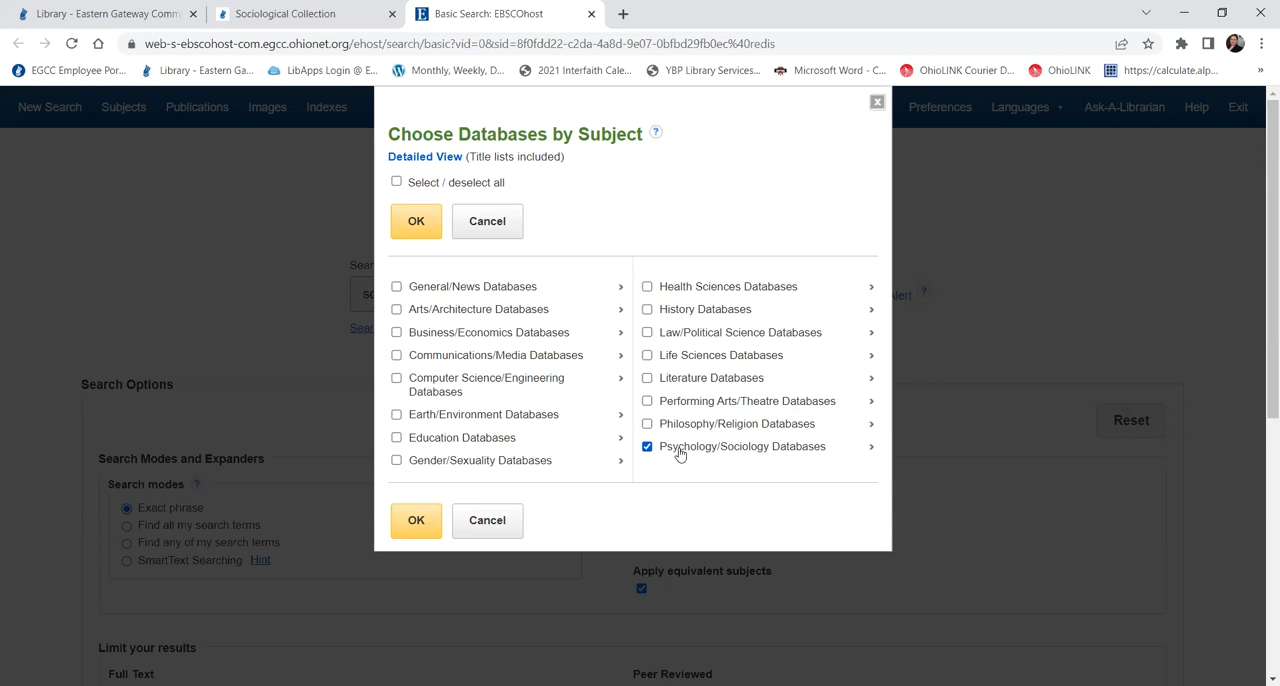 Library - Eastern Gateway Comm
Sociological Collection
Basic Search: EBSCOhost
web-s-ebscohost-com.egcc.ohionet.org/ehost/search/basic?vid=0&sid=8f0fdd22-c2da-4a8d-9e07-0bfbd29fb0ec%40redis
EGCC Employee Por...
Library - Eastern Ga...
LibApps Login @ E...
Monthly, Weekly, D...
2021 Interfaith Cale...
YBP Library Services...
Microsoft Word - C...
OhioLINK Courier D...
OhioLINK
https://calculate.alp...
»
New Search
Subjects
Publications
Images
Indexes
Preferences
Languages
Ask-A-Librarian
Help
Exit
Choose Databases by Subject ?
Detailed View (Title lists included)
Select / deselect all
OK
Cancel
General/News Databases
Arts/Architecture Databases
Business/Economics Databases
Communications/Media Databases
Computer Science/Engineering
Databases
Earth/Environment Databases
Education Databases
Gender/Sexuality Databases
Health Sciences Databases
History Databases
Law/Political Science Databases
Life Sciences Databases
Literature Databases
Performing Arts/Theatre Databases
Philosophy/Religion Databases
Psychology/Sociology Databases
OK
Cancel
Search Options
Reset
Search Modes and Expanders
Search modes ?
Exact phrase
Find all my search terms
Find any of my search terms
SmartText Searching Hint
Apply equivalent subjects
Limit your results
Full Text
Peer Reviewed